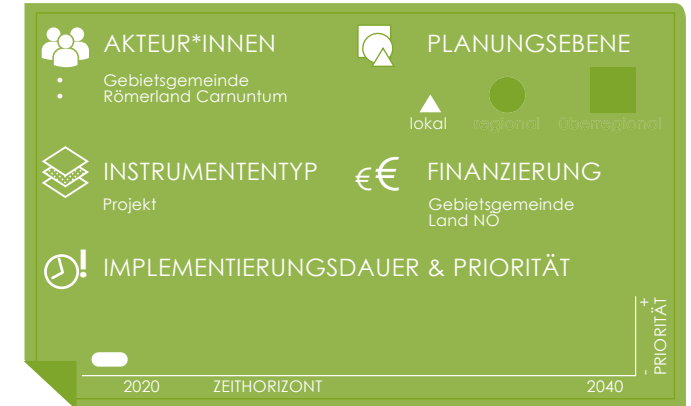 AKTEUR*INNEN
• Gebietsgemeinde
• Römerland Carnuntum
PLANUNGSEBENE
lokal regional überregional
INSTRUMENTENTYP
Projekt
€€ FINANZIERUNG
Gebietsgemeinde
Land NÖ
! IMPLEMENTIERUNGSDAUER & PRIORITÄT
- PRIORITÄT +
2020 ZEITHORIZONT 2040